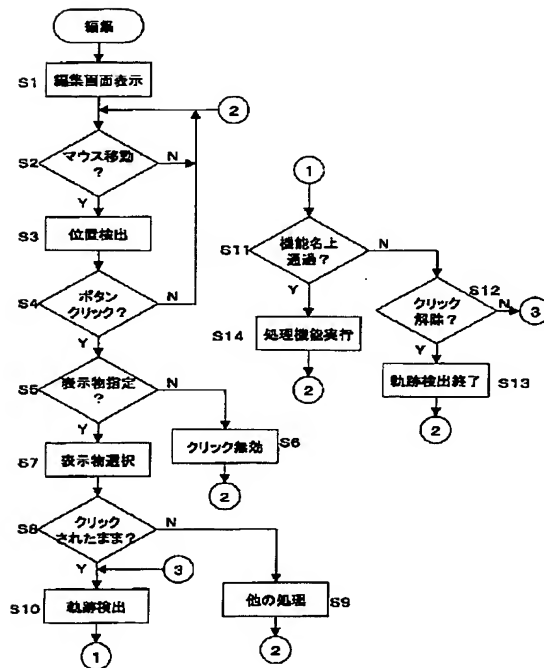 編集
S1 編集画面表示
2
S2 マウス移動
?
N
Y
S3 位置検出
S4 ボタン
クリック?
N
Y
S5 表示物指定
?
N
Y
S7 表示物選択
クリック無効 S6
2
S8 クリック
されたまま?
N
Y
3
S10 軌跡検出
1
他の処理 S9
2
1
S11 機能名上
通過?
N
Y
S14 処理機能実行
2
S12
クリック
解除?
N
3
Y
軌跡検出終了 S13
2